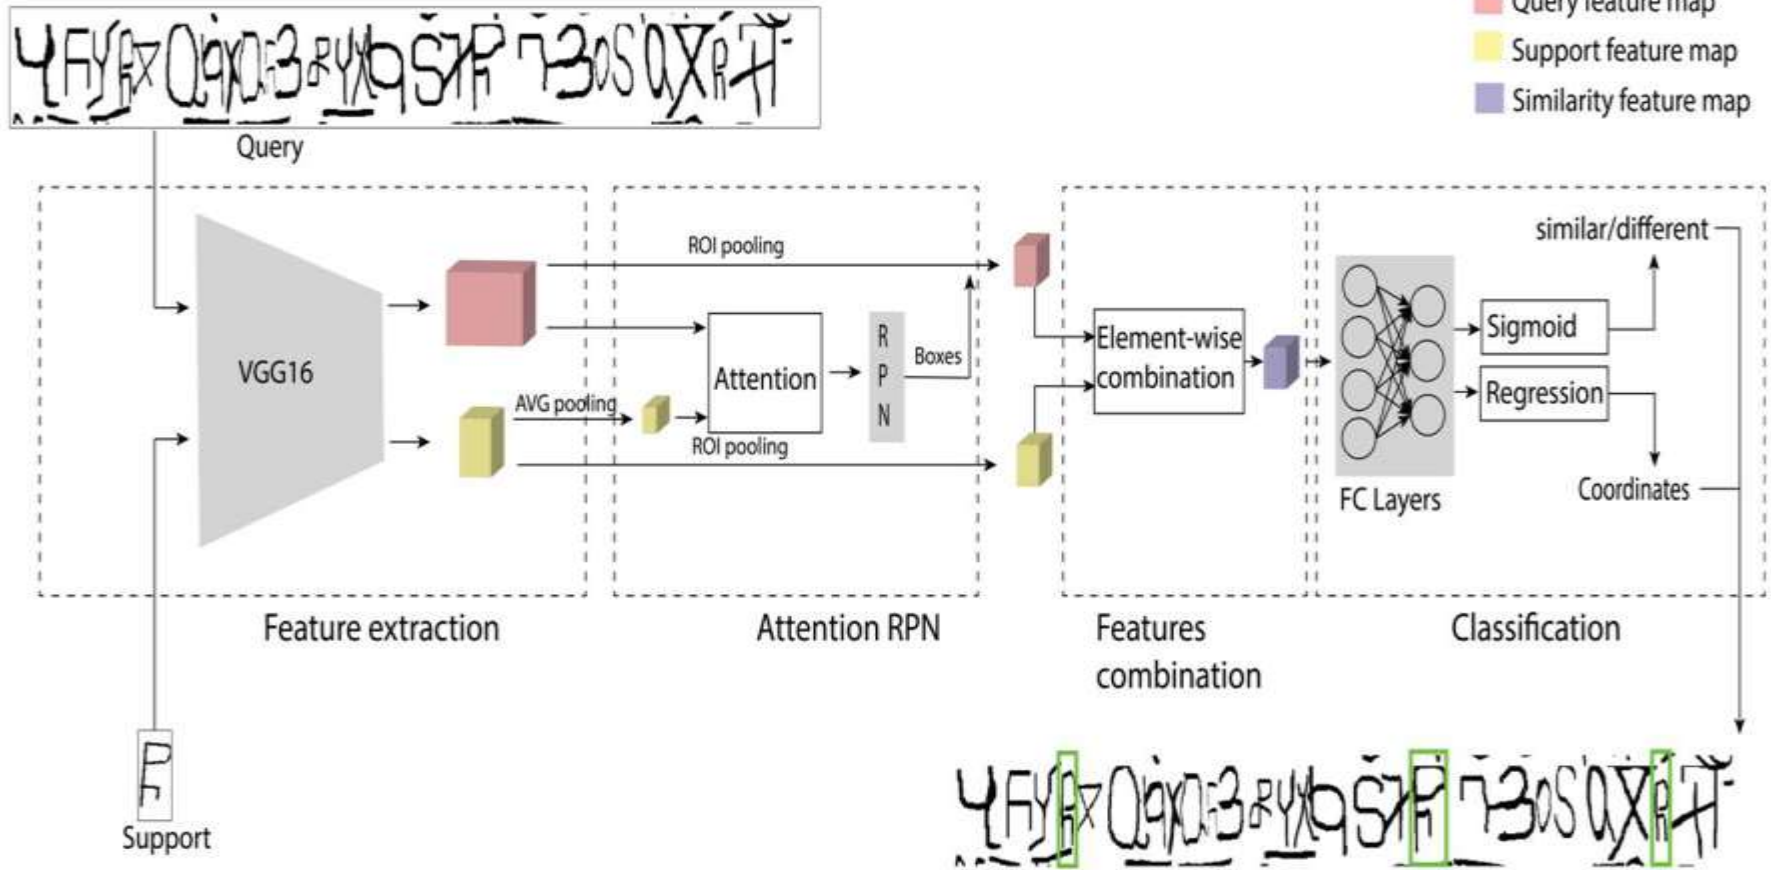 Query feature map
Support feature map
Similarity feature map
Query
ROI pooling
similar/different
VGG16
Attention
R
P
N
Boxes
Element-wise
combination
Sigmoid
Regression
AVG pooling
ROI pooling
FC Layers
Coordinates
Feature extraction
Attention RPN
Features
combination
Classification
Support